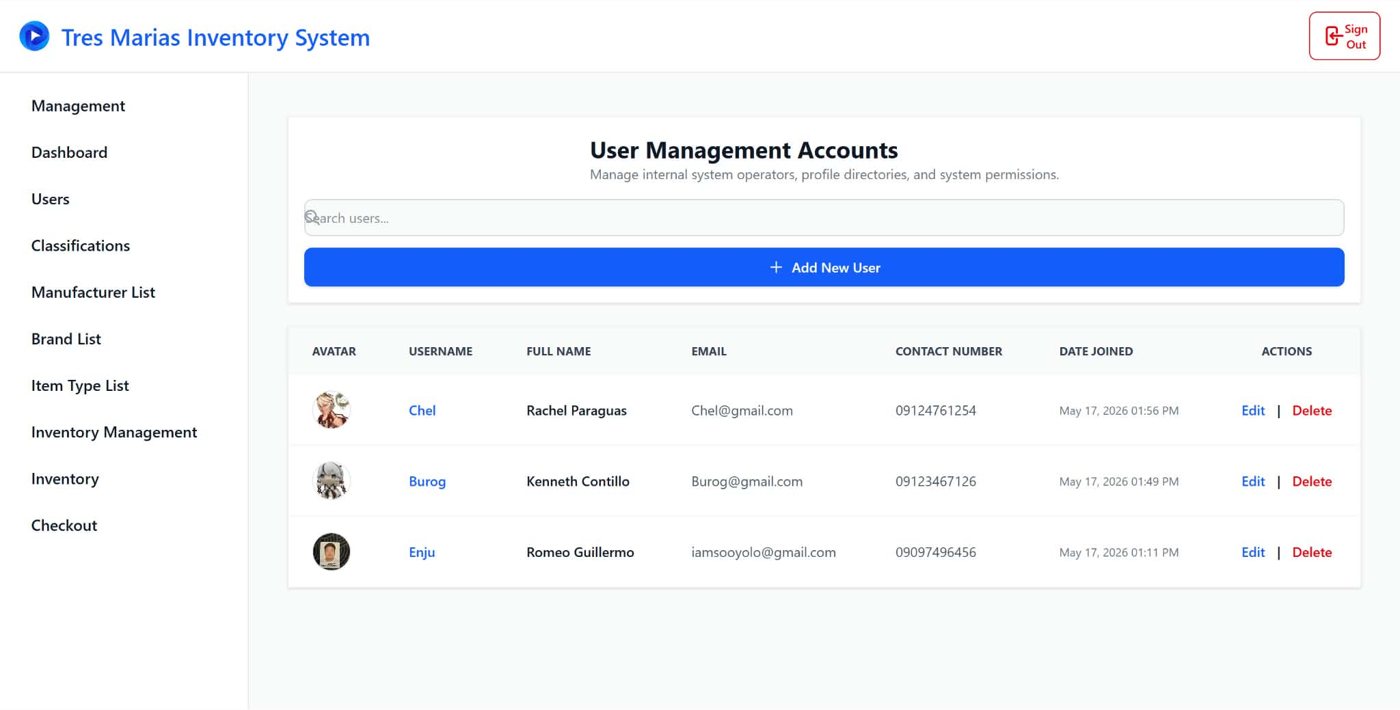 Tres Marias Inventory System
Sign
Out
Management
Dashboard
Users
Classifications
Manufacturer List
Brand List
Item Type List
Inventory Management
Inventory
Checkout
User Management Accounts
Manage internal system operators, profile directories, and system permissions.
Search users...
+ Add New User
AVATAR USERNAME FULL NAME EMAIL CONTACT NUMBER DATE JOINED ACTIONS
Chel Rachel Paraguas Chel@gmail.com 09124761254 May 17, 2026 01:56 PM Edit | Delete
Burog Kenneth Contillo Burog@gmail.com 09123467126 May 17, 2026 01:49 PM Edit | Delete
Enju Romeo Guillermo iamsooyolo@gmail.com 09097496456 May 17, 2026 01:11 PM Edit | Delete